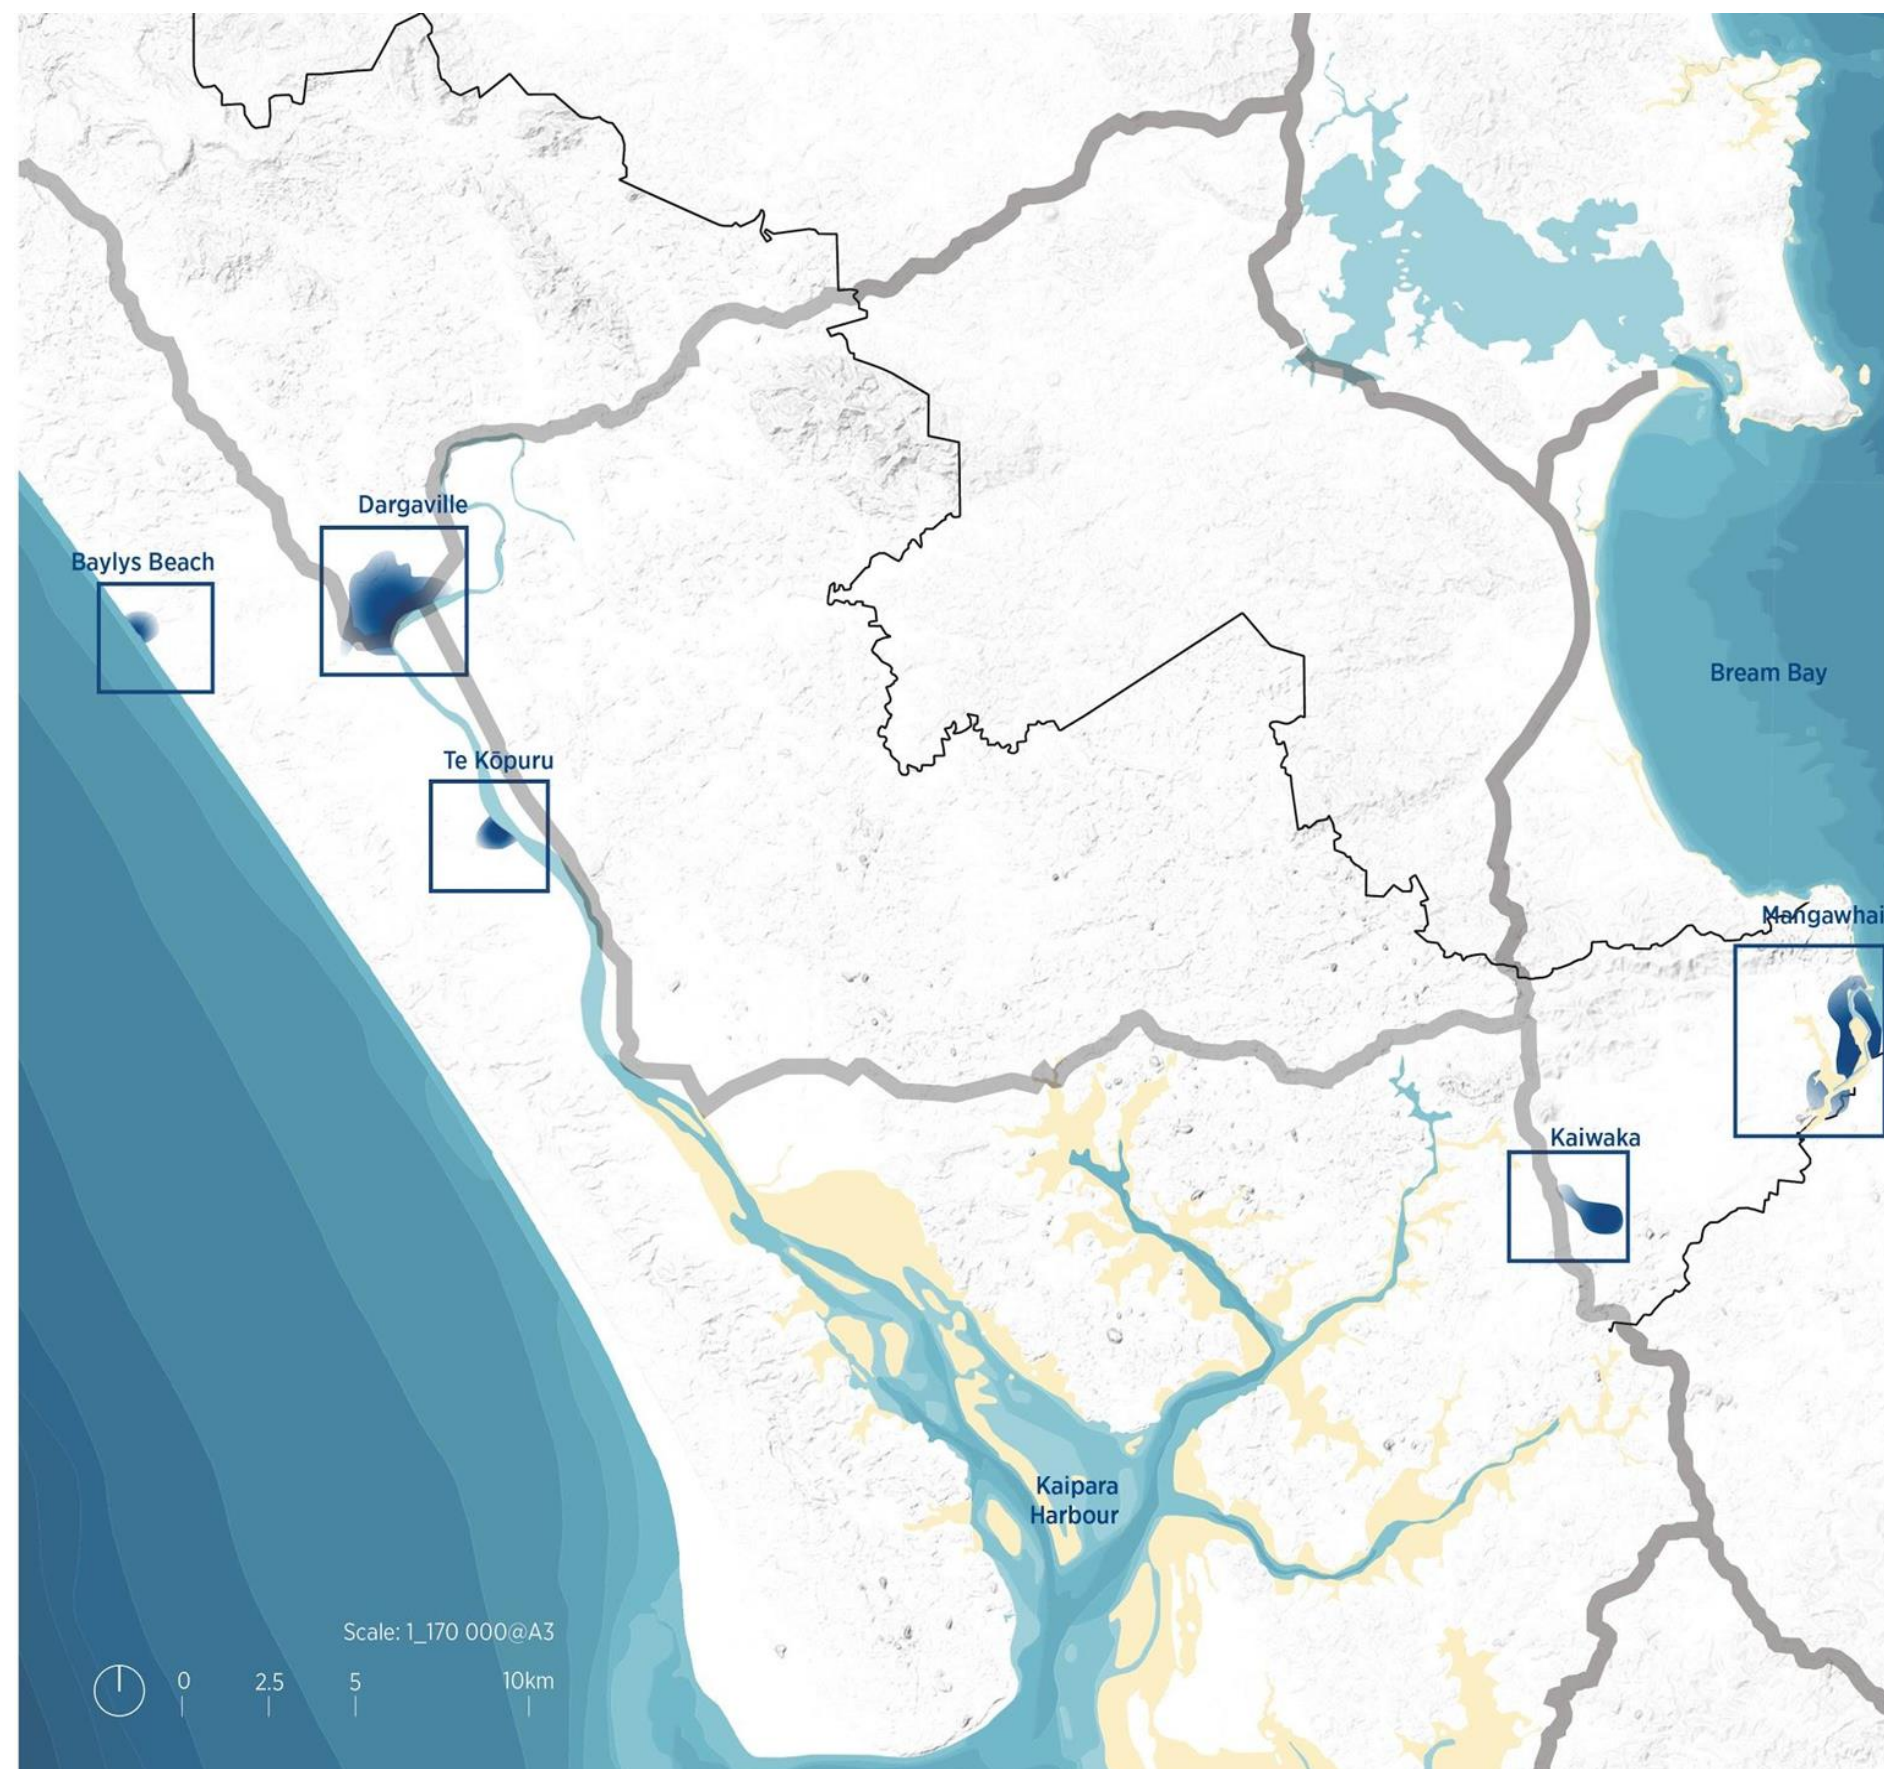 Dargaville
Baylys Beach
Bream Bay
Te Kōpuru
Mangawhai
Kaiwaka
Kaipara
Harbour
Scale: 1_170 000@A3
0 2.5 5 10km